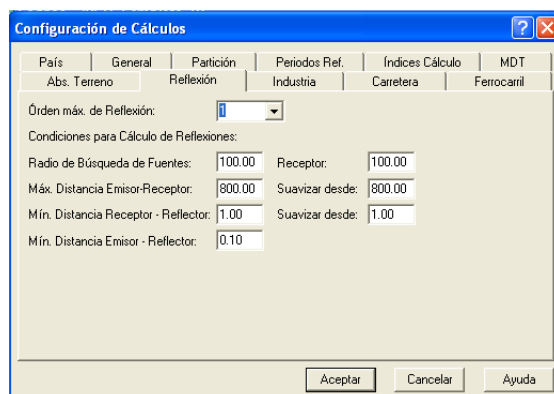 Configuración de Cálculos
País General Partición Periodos Ref. Índices Cálculo MDT
Abs. Terreno Reflexión Industria Carretera Ferrocarril
Órden máx. de Reflexión: 1
Condiciones para Cálculo de Reflexiones:
Radio de Búsqueda de Fuentes: 100.00 Receptor: 100.00
Máx. Distancia Emisor-Receptor: 800.00 Suavizar desde: 800.00
Mín. Distancia Receptor - Reflector: 1.00 Suavizar desde: 1.00
Mín. Distancia Emisor - Reflector: 0.10
Aceptar Cancelar Ayuda